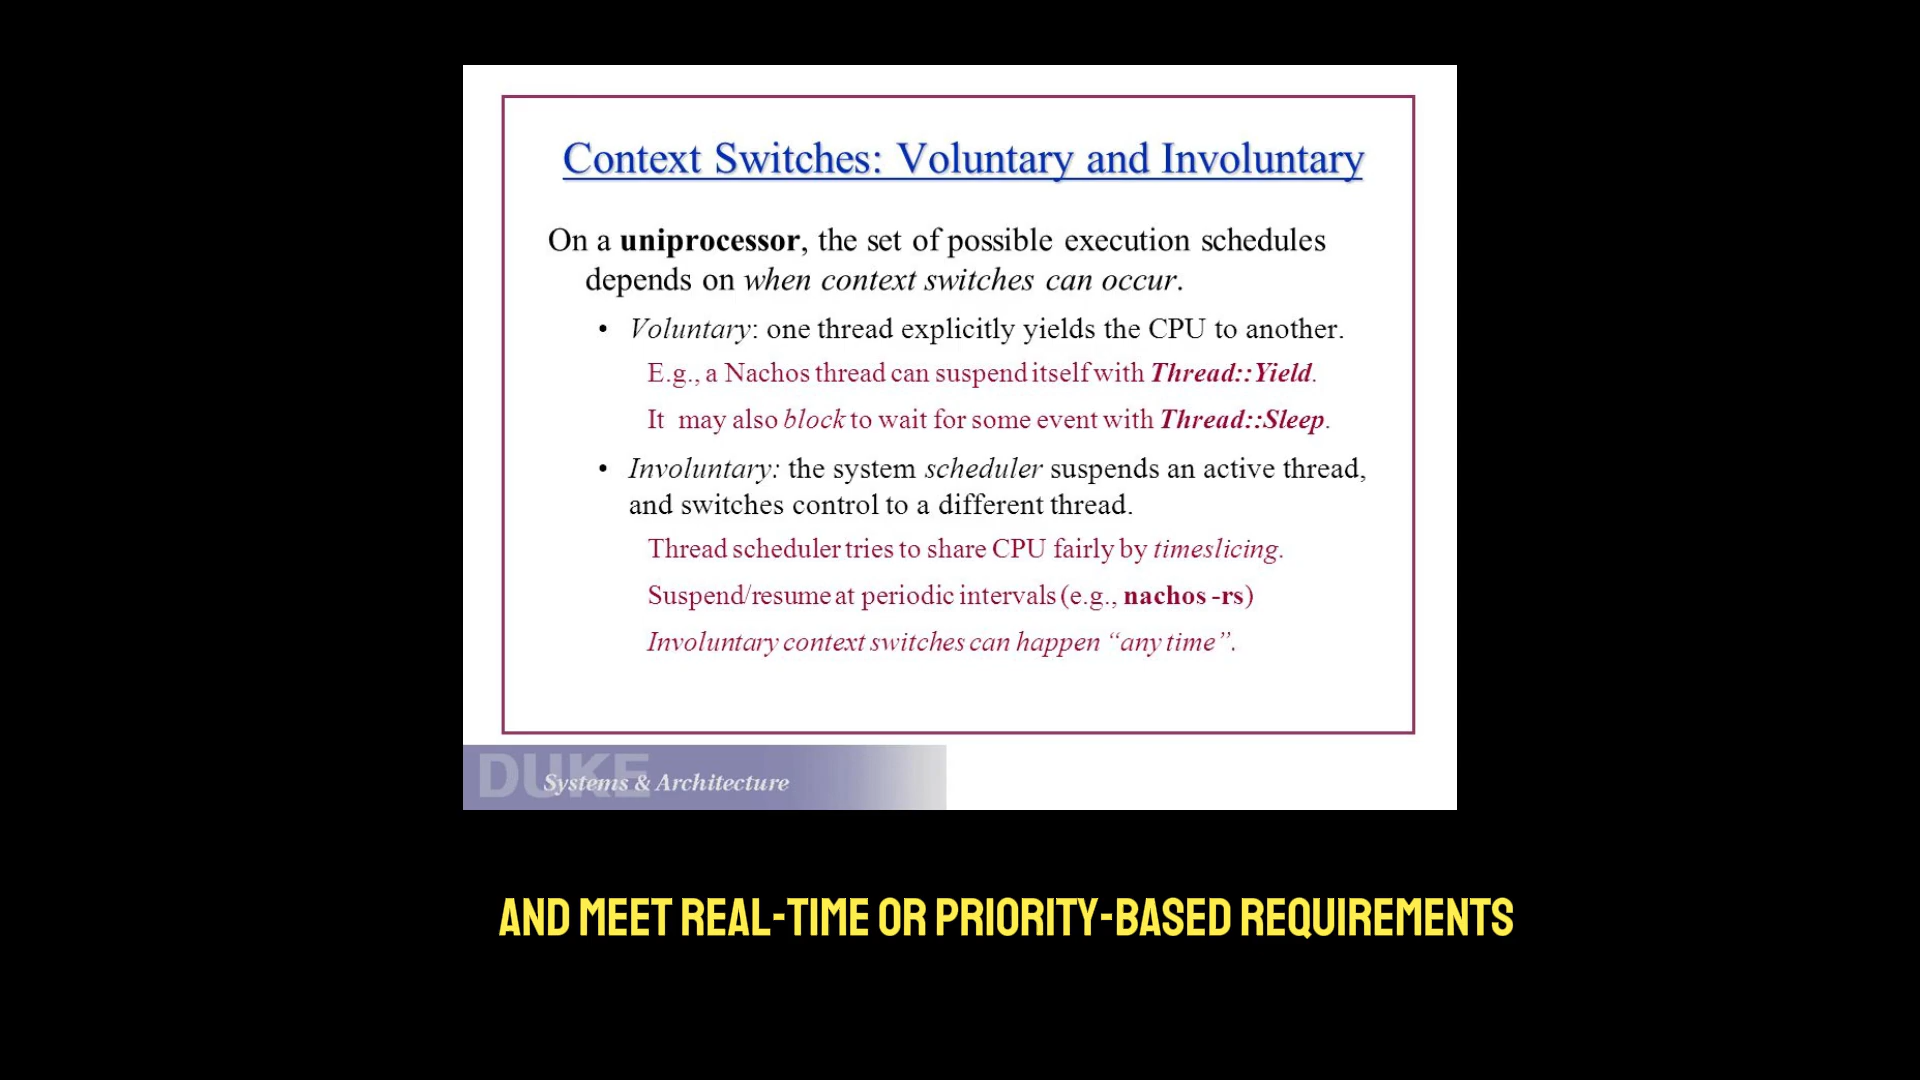 Context Switches: Voluntary and Involuntary
On a uniprocessor, the set of possible execution schedules
depends on when context switches can occur.
• Voluntary: one thread explicitly yields the CPU to another.
E.g., a Nachos thread can suspend itself with Thread::Yield.
It may also block to wait for some event with Thread::Sleep.
• Involuntary: the system scheduler suspends an active thread,
and switches control to a different thread.
Thread scheduler tries to share CPU fairly by timeslicing.
Suspend/resume at periodic intervals (e.g., nachos -rs)
Involuntary context switches can happen “any time”.
DUKE
Systems & Architecture
AND MEET REAL-TIME OR PRIORITY-BASED REQUIREMENTS